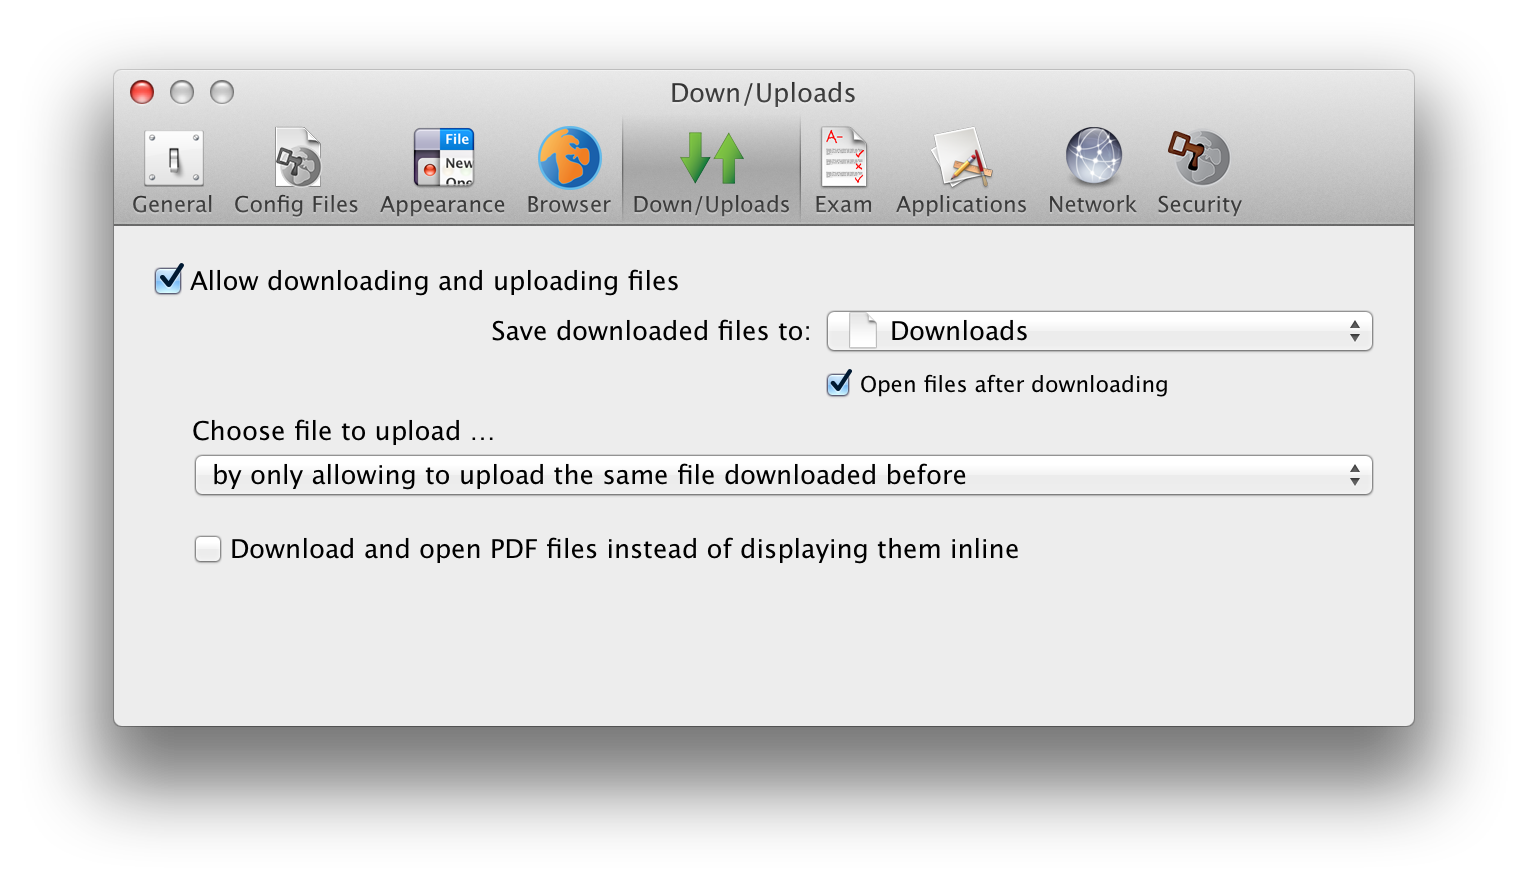 Down/Uploads
File
New
A-
General Config Files Appearance Browser Down/Uploads Exam Applications Network Security
Allow downloading and uploading files
Save downloaded files to: Downloads
Open files after downloading
Choose file to upload ...
by only allowing to upload the same file downloaded before
Download and open PDF files instead of displaying them inline